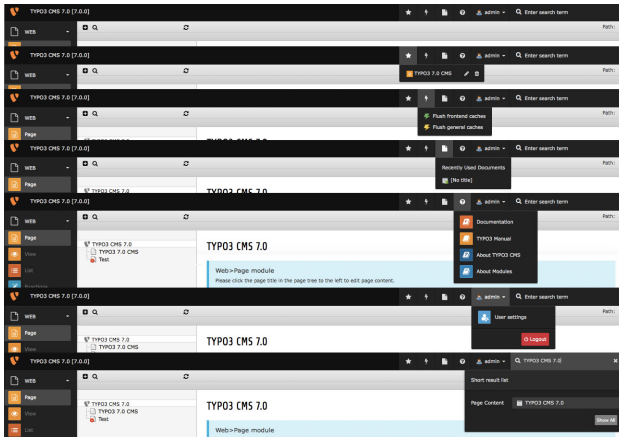 TYPO3 CMS 7.0 [7.0.0] admin Enter search term
WEB Path:
TYPO3 CMS 7.0 [7.0.0] admin Enter search term
WEB TYPO3 7.0 CMS Path:
TYPO3 CMS 7.0 [7.0.0] admin Enter search term
WEB Flush frontend caches Path:
Flush general caches
Page
TYPO3 CMS 7.0 [7.0.0] admin Enter search term
WEB Recently Used Documents Path:
[No title]
Page TYPO3 CMS 7.0 TYPO3 CMS 7.0
TYPO3 CMS 7.0 [7.0.0] admin Enter search term
WEB Documentation Path:
Page TYPO3 Manual
View TYPO3 CMS 7.0 TYPO3 CMS 7.0
TYPO3 7.0 CMS About TYPO3 CMS
Test
List Web>Page module About Modules
Functions Please click the page title in the page tree to the left to edit page content.
TYPO3 CMS 7.0 [7.0.0] admin Enter search term
WEB User settings Path:
Page
TYPO3 CMS 7.0 TYPO3 CMS 7.0 Logout
View TYPO3 7.0 CMS
TYPO3 CMS 7.0 [7.0.0] admin TYPO3 CMS 7.0
WEB Short result list
Page
TYPO3 CMS 7.0 TYPO3 CMS 7.0 Page Content TYPO3 CMS 7.0
View TYPO3 7.0 CMS
Test Show All
List Web>Page module